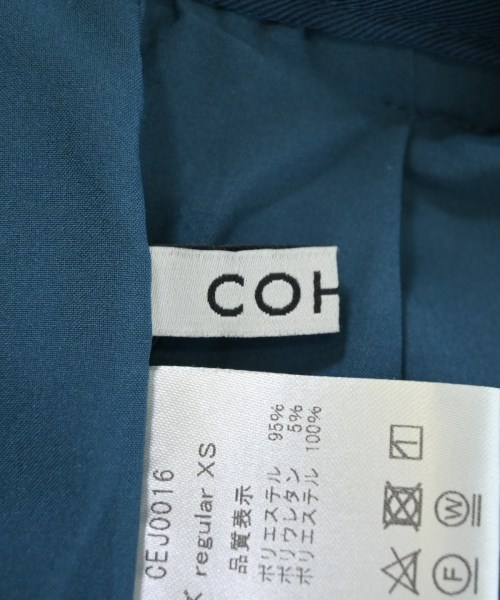 COH
CEJ0016
regular XS
品質表示
ポリエステル 95%
ポリウレタン 5%
ポリエステル 100%
W
F